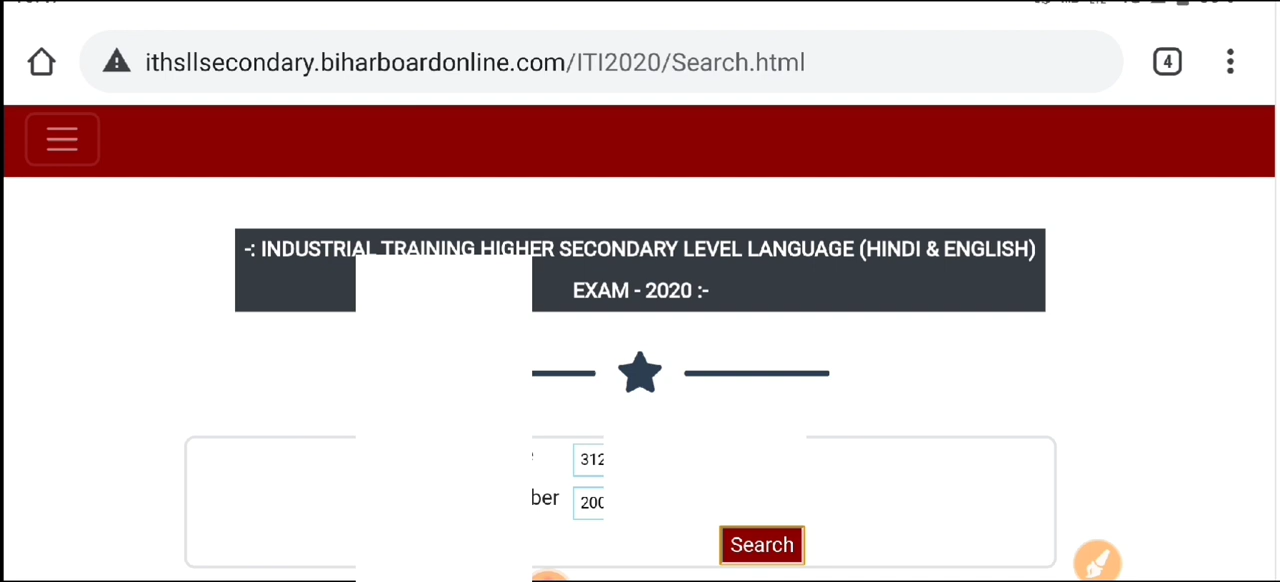 ithsllsecondary.biharboardonline.com/ITI2020/Search.html
4
-: INDUSTRIAL TRAINING HIGHER SECONDARY LEVEL LANGUAGE (HINDI & ENGLISH)
EXAM - 2020 :-
312
ber 200
Search